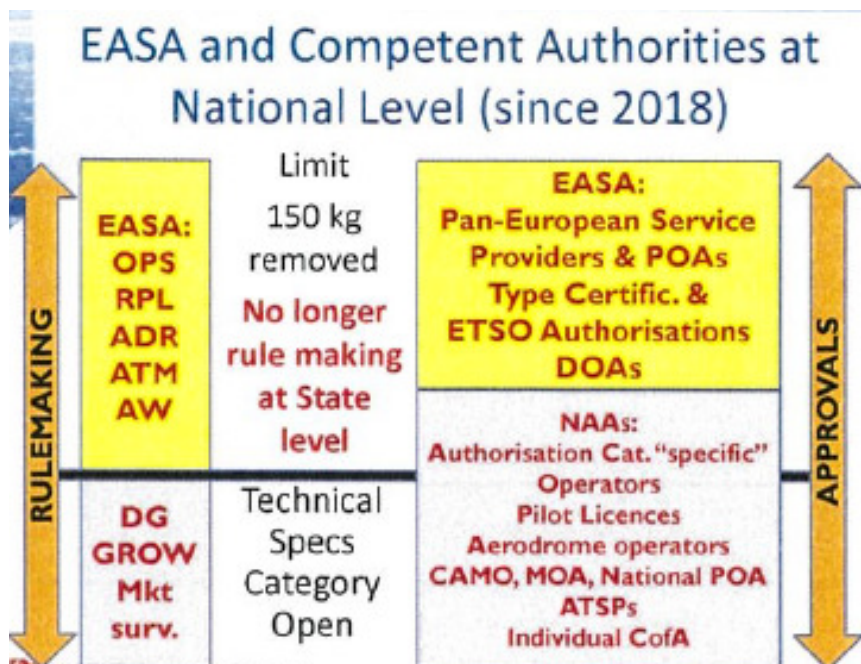 EASA and Competent Authorities at
National Level (since 2018)
RULEMAKING
EASA:
OPS
RPL
ADR
ATM
AW
DG
GROW
Mkt
surv.
Limit
150 kg
removed
No longer
rule making
at State
level
Technical
Specs
Category
Open
EASA:
Pan-European Service
Providers & POAs
Type Certific. &
ETSO Authorisations
DOAs
NAAs:
Authorisation Cat. “specific”
Operators
Pilot Licences
Aerodrome operators
CAMO, MOA, National POA
ATSPs
Individual CofA
APPROVALS